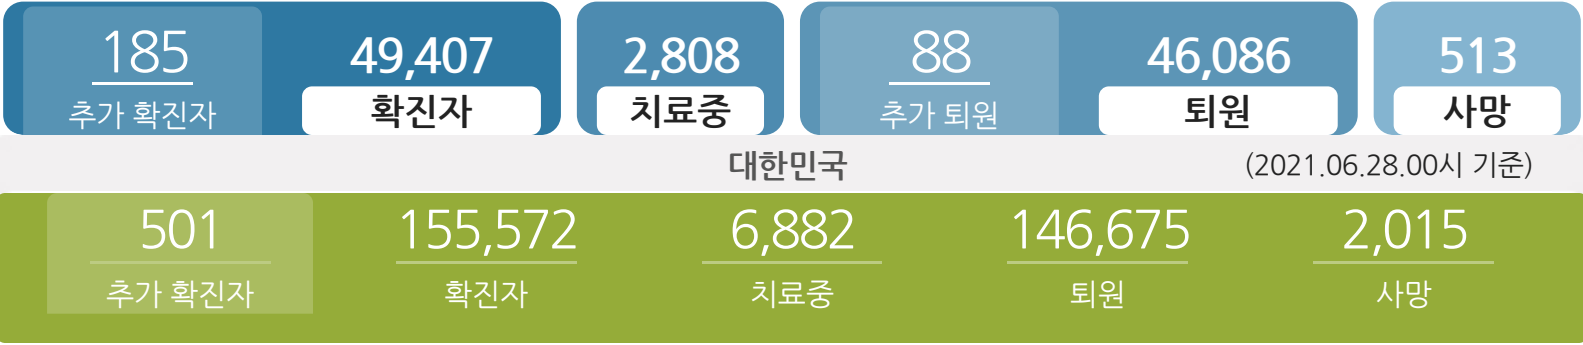 185 49,407 2,808 88 46,086 513
추가 확진자 확진자 치료중 추가 퇴원 퇴원 사망
대한민국 (2021.06.28.00시 기준)
501 155,572 6,882 146,675 2,015
추가 확진자 확진자 치료중 퇴원 사망